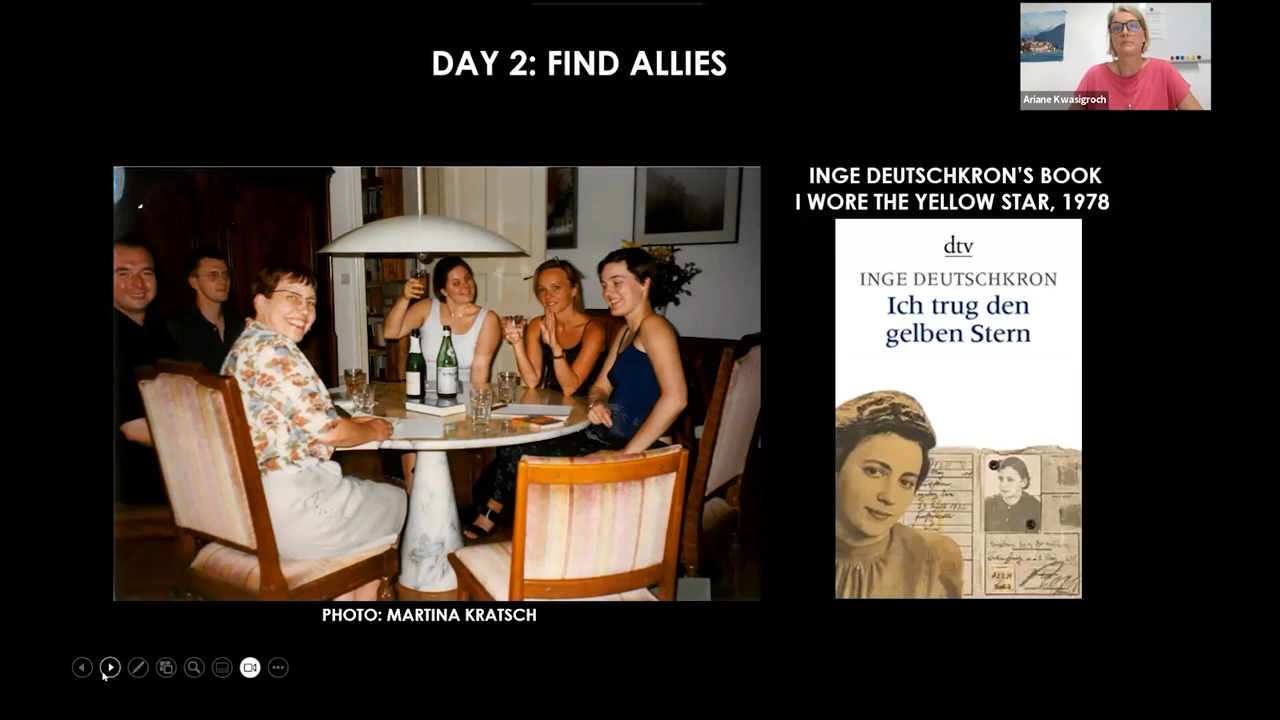 DAY 2: FIND ALLIES
Ariane Kwasigroch
INGE DEUTSCHKRON’S BOOK
I WORE THE YELLOW STAR, 1978
dtv
INGE DEUTSCHKRON
Ich trug den
gelben Stern
PHOTO: MARTINA KRATSCH